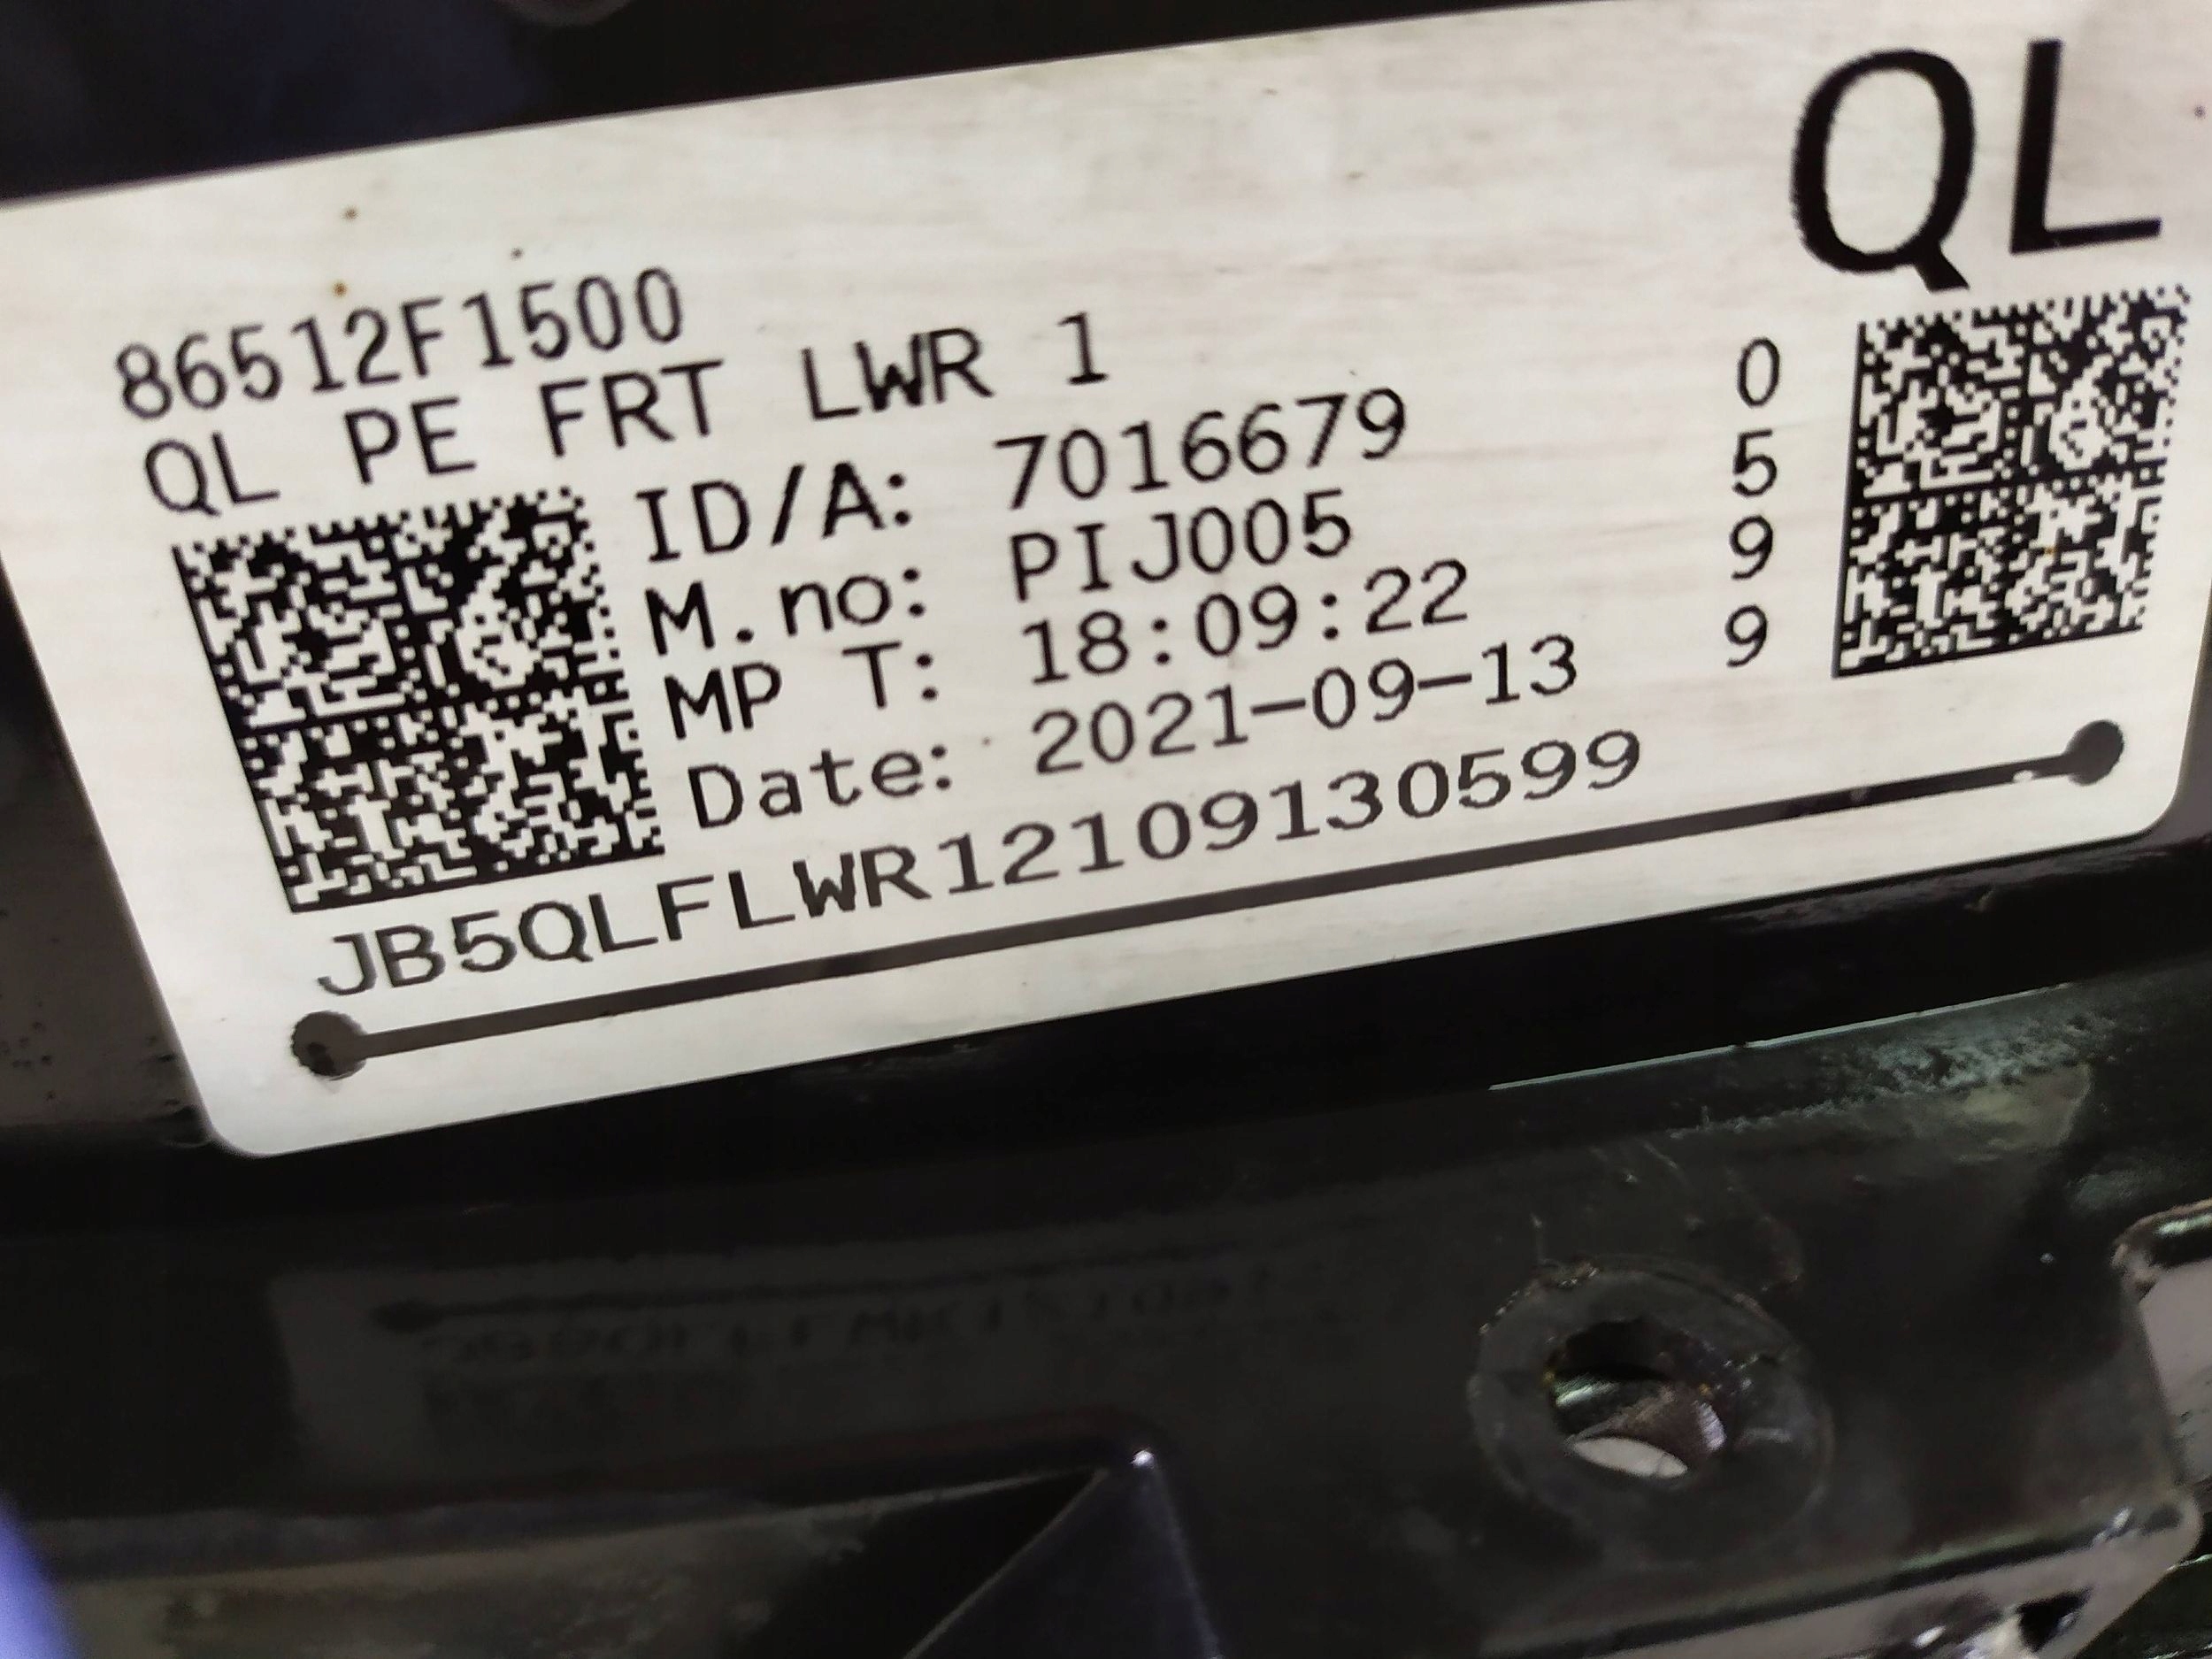 QL
86512F1500
QL PE FRT LWR 1
ID/A: 7016679
M.no: PIJ005
MP T: 18:09:22
Date: 2021-09-13
JB5QLFLWR12109130599
0
5
9
9